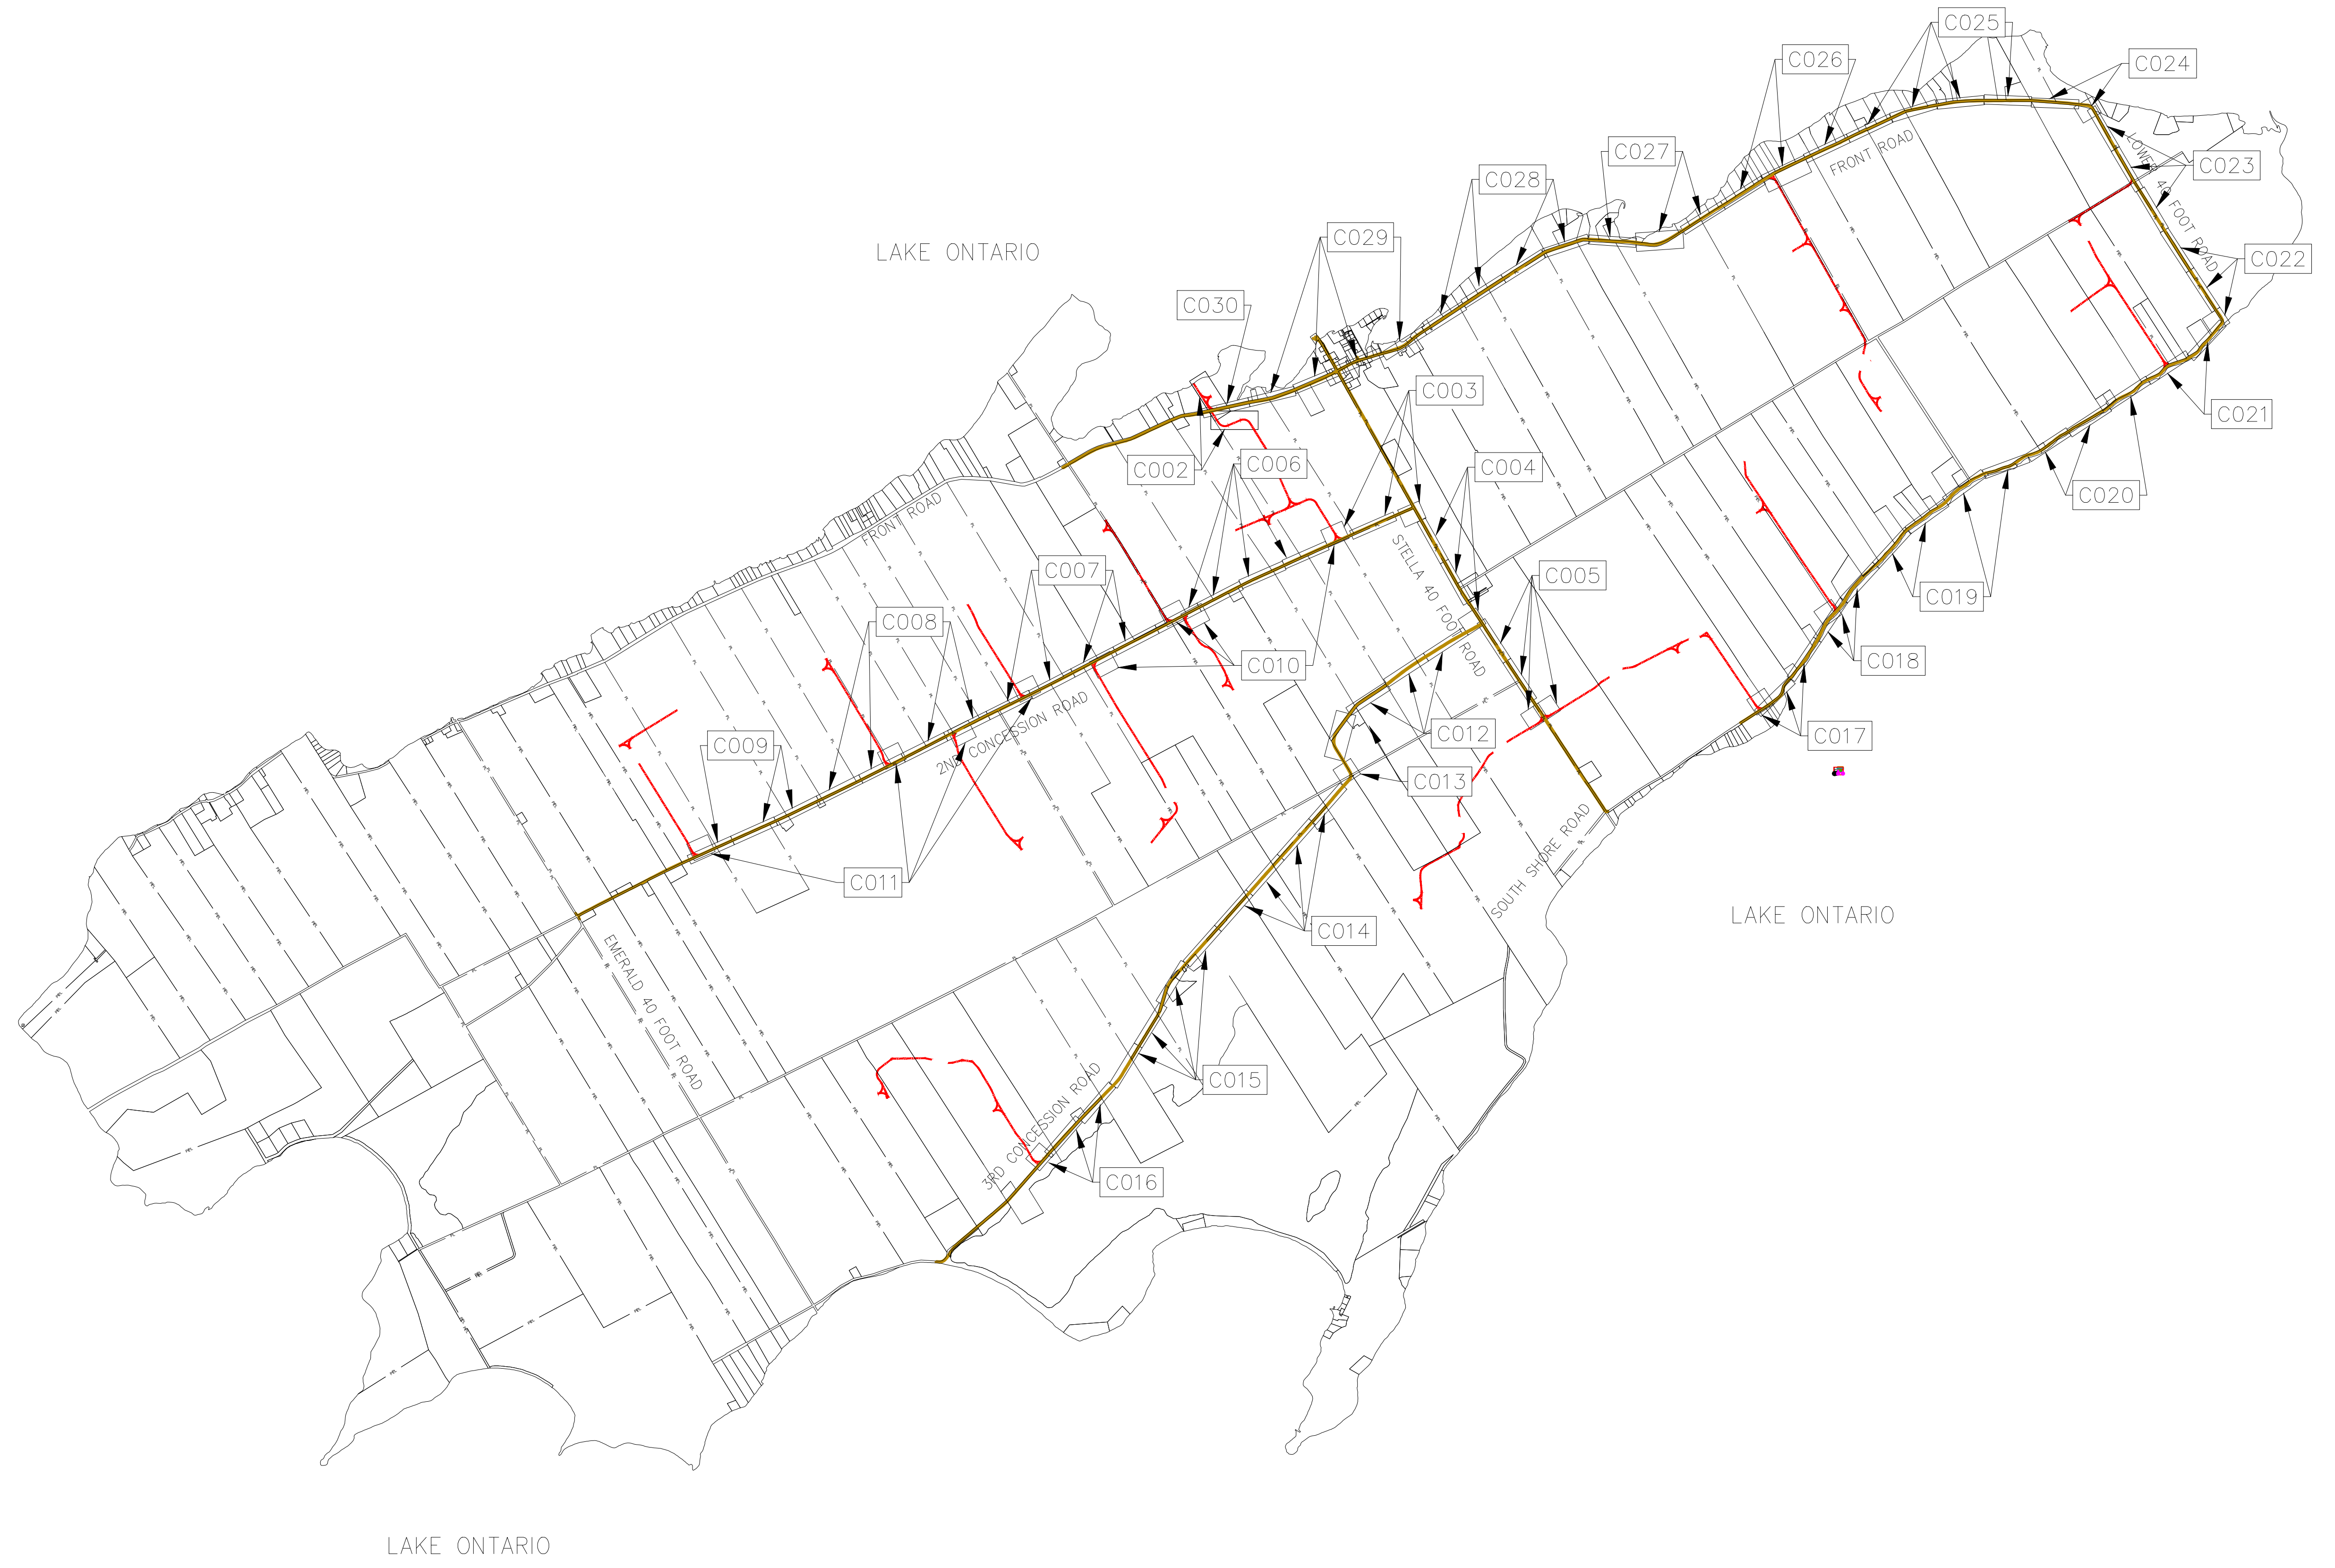 C025
C026
C024
C027
FRONT ROAD
LOWER 40 FOOT ROAD
C023
C028
C029
LAKE ONTARIO
C022
C030
C003
C021
C002
C006
C004
C020
FRONT ROAD
STELLA 40 FOOT ROAD
C007
C005
C019
C008
C010
C018
2ND CONCESSION ROAD
C009
C012
C017
C013
C011
SOUTH SHORE ROAD
LAKE ONTARIO
C014
EMERALD 40 FOOT ROAD
C015
3RD CONCESSION ROAD
C016
LAKE ONTARIO